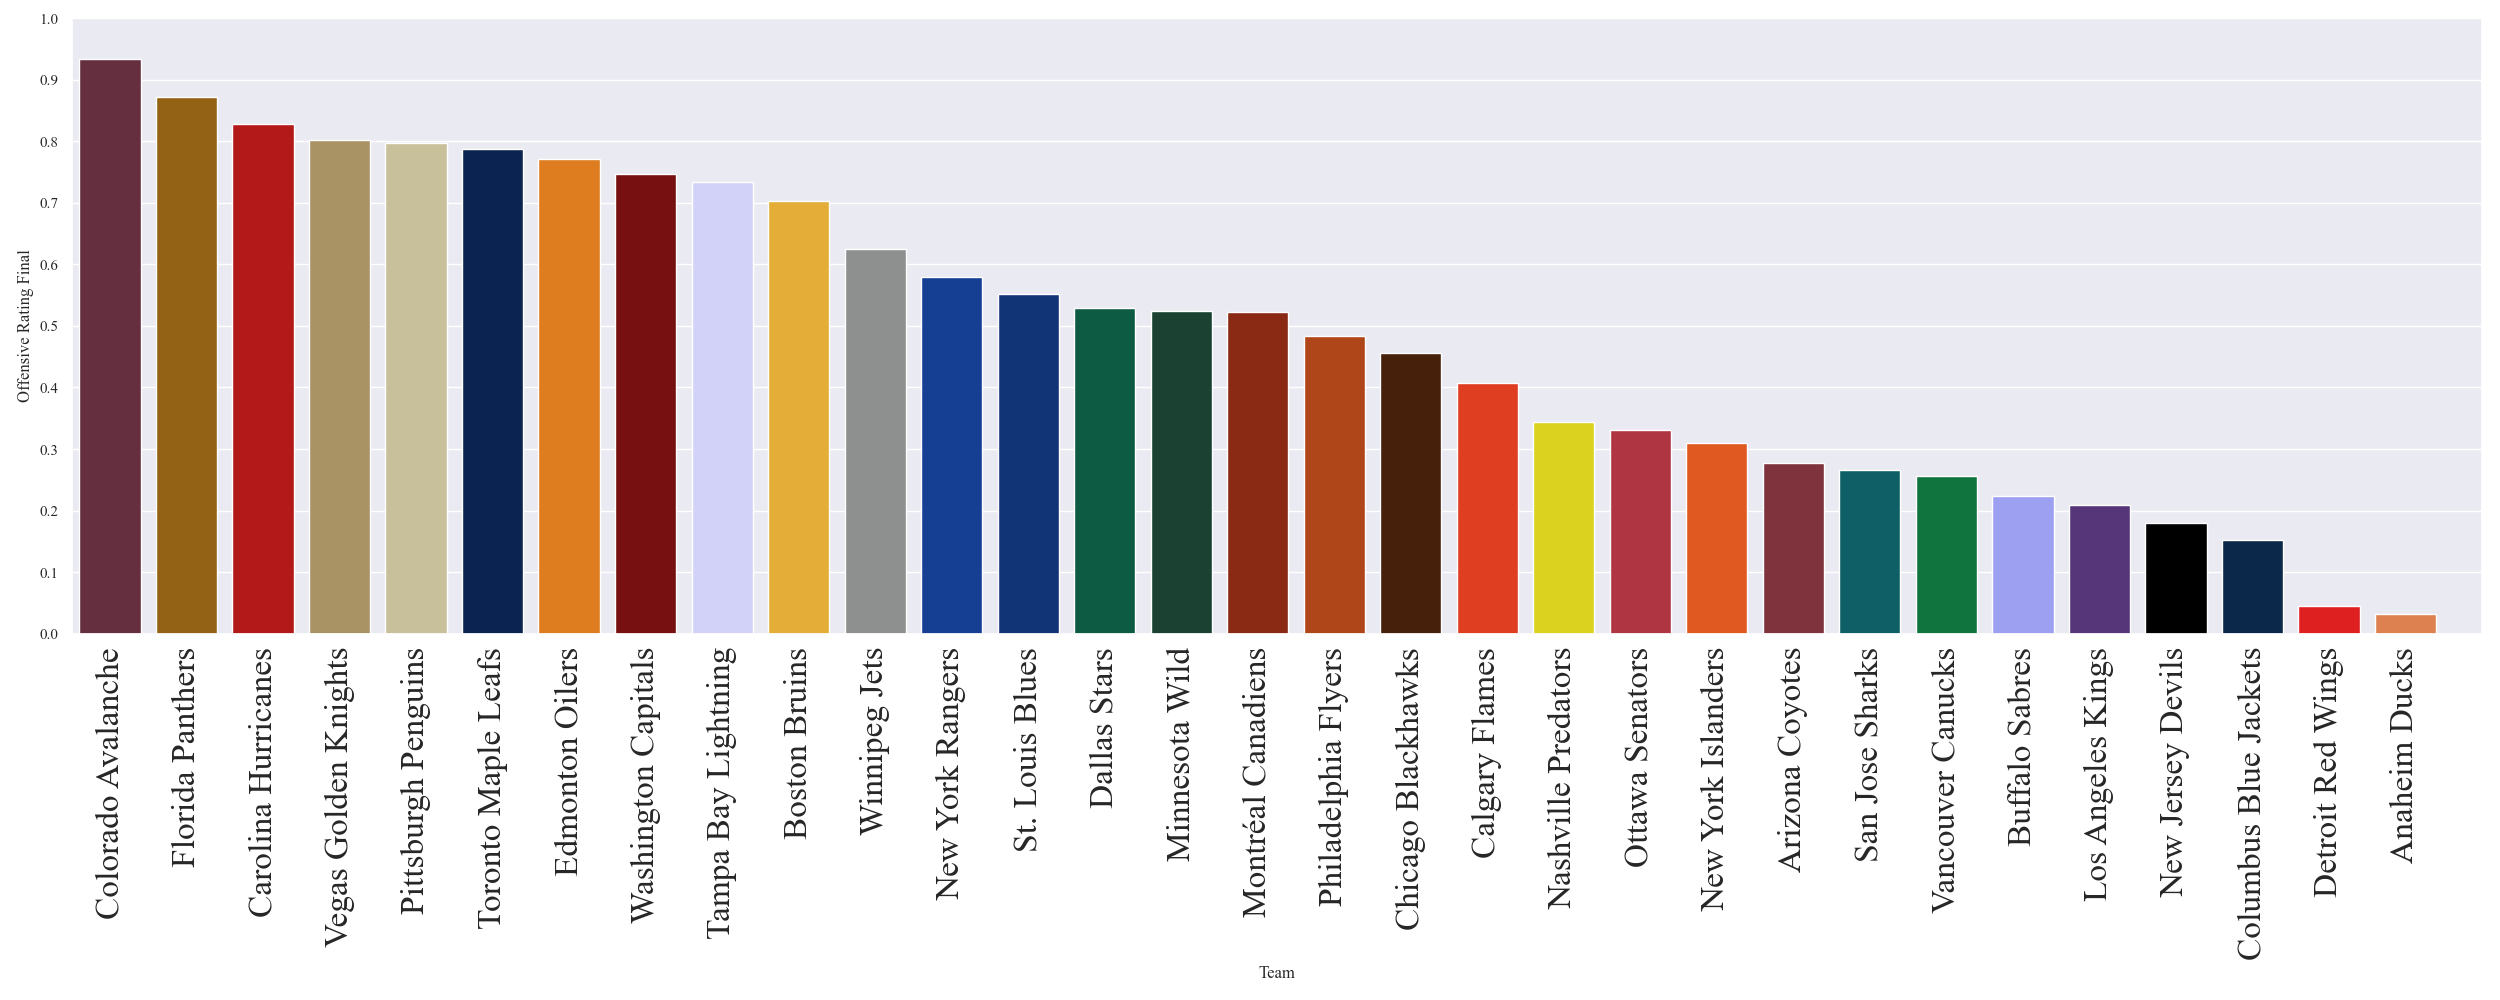 1.0
0.9
0.8
0.7
0.6
0.5
0.4
0.3
0.2
0.1
0.0
Offensive Rating Final
Colorado Avalanche
Florida Panthers
Carolina Hurricanes
Vegas Golden Knights
Pittsburgh Penguins
Toronto Maple Leafs
Edmonton Oilers
Washington Capitals
Tampa Bay Lightning
Boston Bruins
Winnipeg Jets
New York Rangers
St. Louis Blues
Dallas Stars
Minnesota Wild
Montréal Canadiens
Philadelphia Flyers
Chicago Blackhawks
Calgary Flames
Nashville Predators
Ottawa Senators
New York Islanders
Arizona Coyotes
San Jose Sharks
Vancouver Canucks
Buffalo Sabres
Los Angeles Kings
New Jersey Devils
Columbus Blue Jackets
Detroit Red Wings
Anaheim Ducks
Team